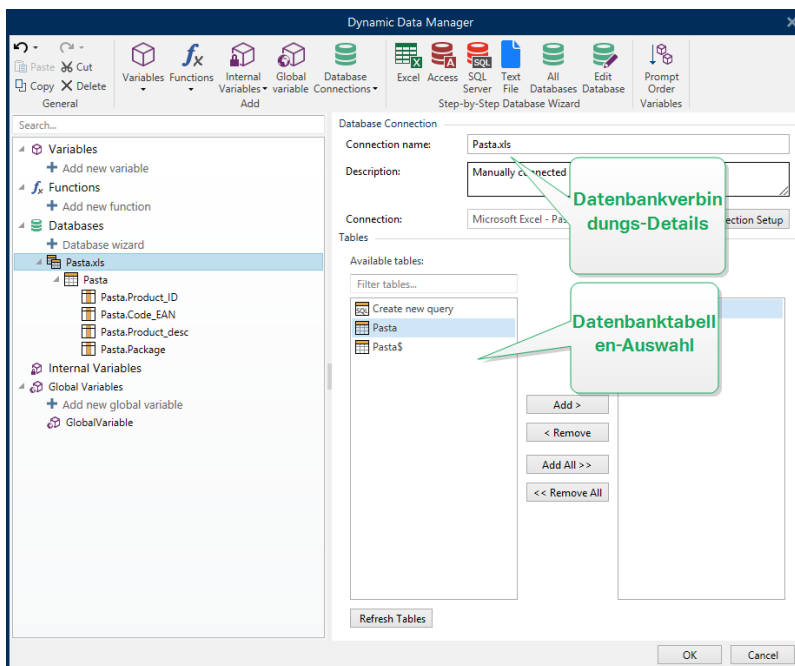 Dynamic Data Manager
Paste Cut
Copy Delete
General
Variables Functions Internal Variables Global variable Database Connections
Add
Excel Access SQL Server Text File All Databases Edit Database
Step-by-Step Database Wizard
Prompt Order
Variables
Search...
Variables
Add new variable
Functions
Add new function
Databases
Database wizard
Pasta.xls
Pasta
Pasta.Product_ID
Pasta.Code_EAN
Pasta.Product_desc
Pasta.Package
Internal Variables
Global Variables
Add new global variable
GlobalVariable
Database Connection
Connection name: Pasta.xls
Description: Manually connected
Datenbankverbin
dungs-Details
Connection: Microsoft Excel - Pas ection Setup
Tables
Available tables:
Filter tables...
SQL Create new query
Pasta
Pasta$
Datenbanktabell
en-Auswahl
Add >
< Remove
Add All >>
<< Remove All
Refresh Tables
OK Cancel